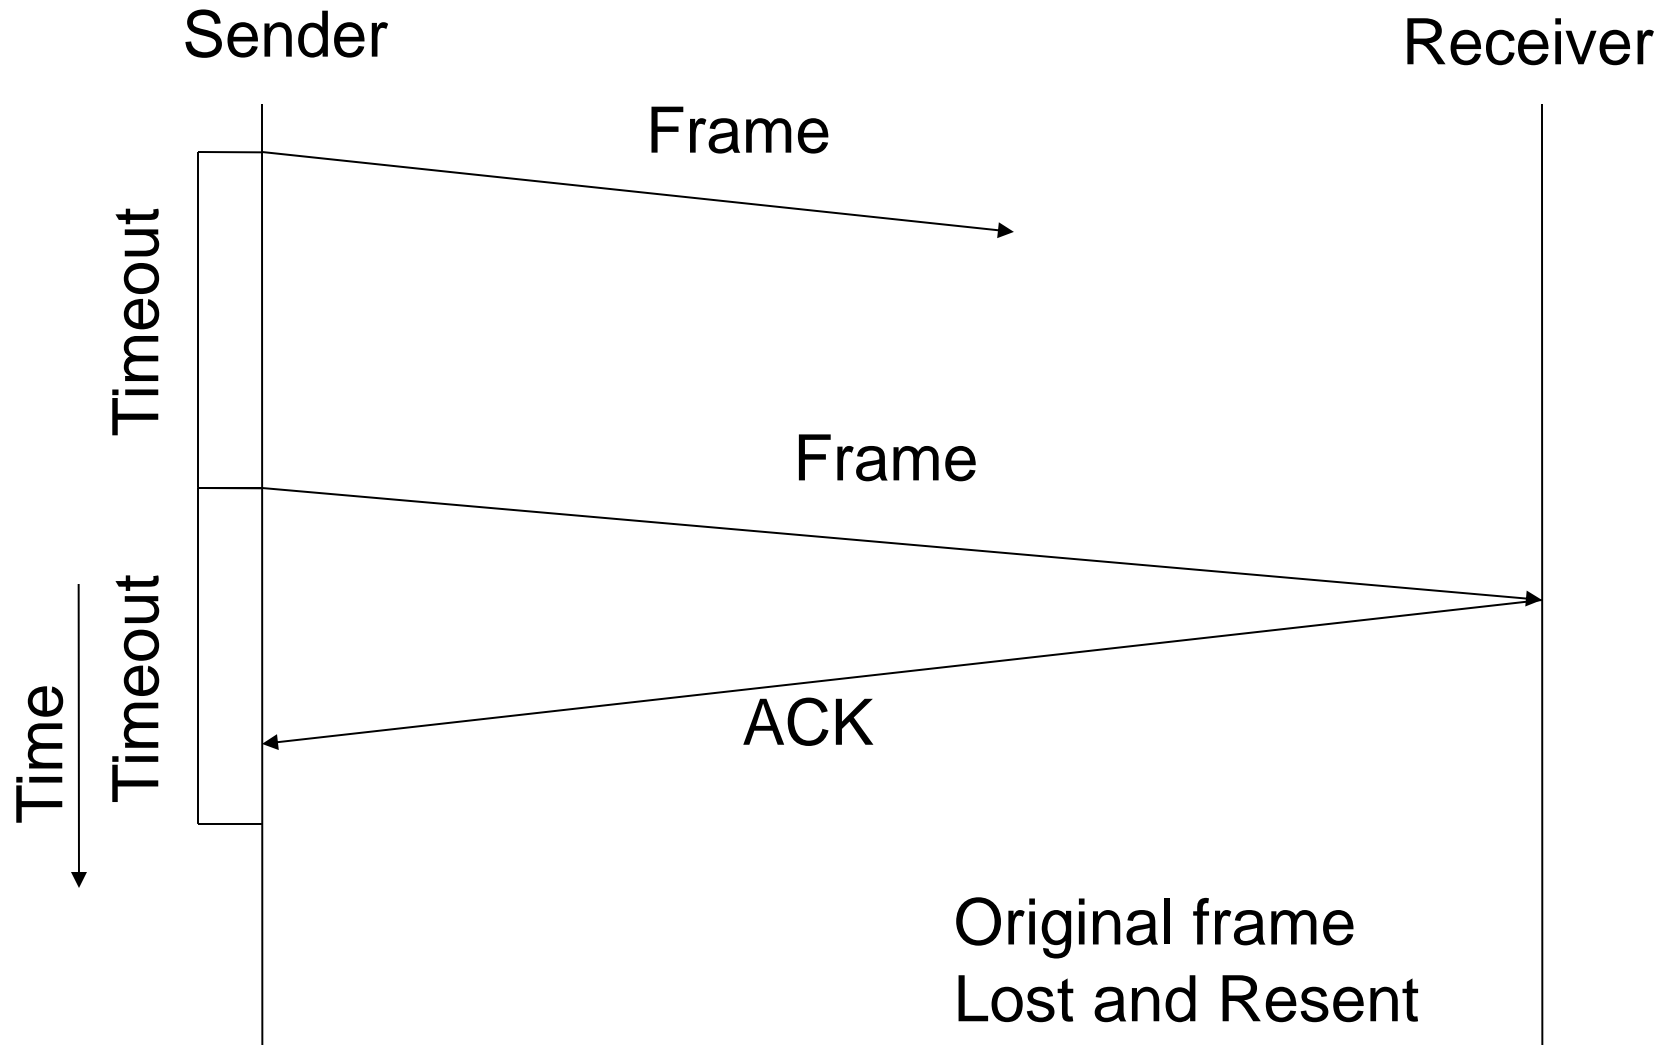 Sender
Receiver
Frame
Timeout
Frame
Timeout
Time
ACK
Original frame
Lost and Resent